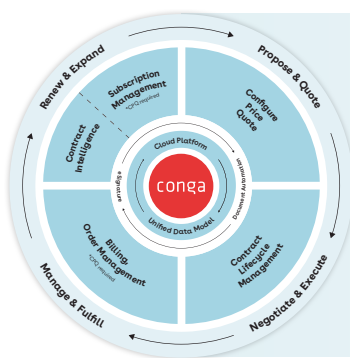 Renew & Expand
Propose & Quote
Subscription
Management
*CPQ required
Configure
Price
Quote
Contract
Intelligence
Cloud Platform
conga
Unified Data Model
eSignature
Document Automation
Billing,
Order Management
*CPQ required
Contract
Lifecycle
Management
Manage & Fulfill
Negotiate & Execute